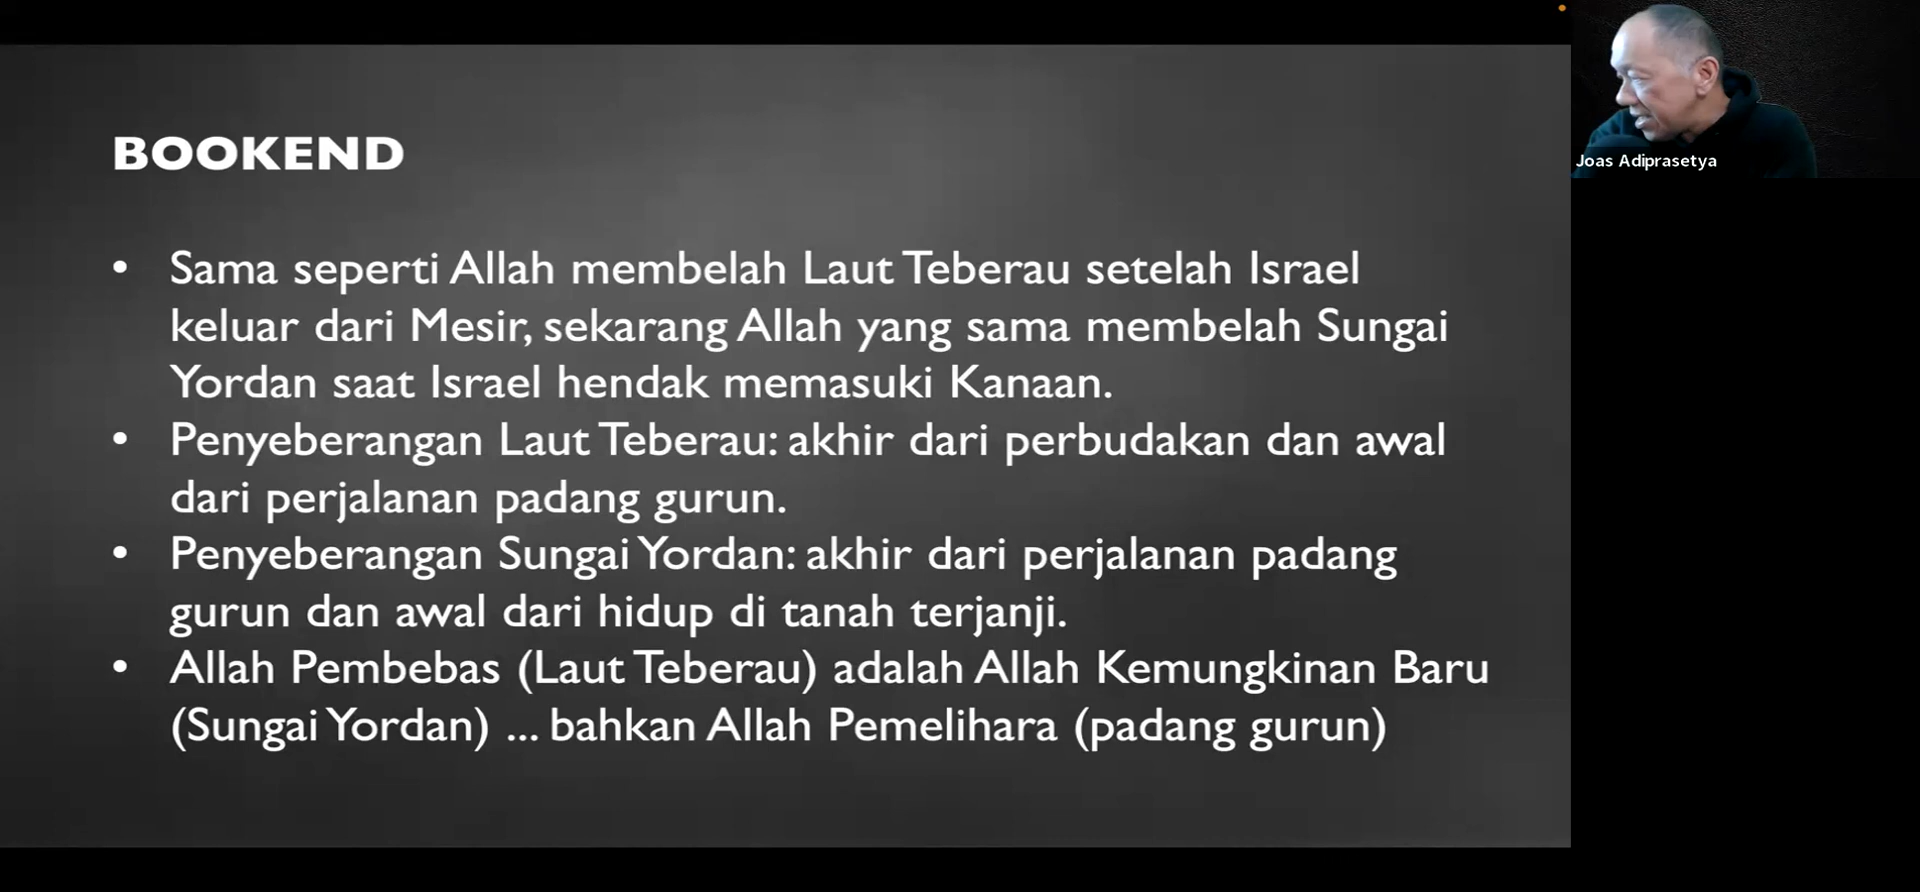 BOOKEND
• Sama seperti Allah membelah Laut Teberau setelah Israel
keluar dari Mesir, sekarang Allah yang sama membelah Sungai
Yordan saat Israel hendak memasuki Kanaan.
• Penyeberangan Laut Teberau: akhir dari perbudakan dan awal
dari perjalanan padang gurun.
• Penyeberangan Sungai Yordan: akhir dari perjalanan padang
gurun dan awal dari hidup di tanah terjanji.
• Allah Pembebas (Laut Teberau) adalah Allah Kemungkinan Baru
(Sungai Yordan) ... bahkan Allah Pemelihara (padang gurun)
Joas Adiprasetya